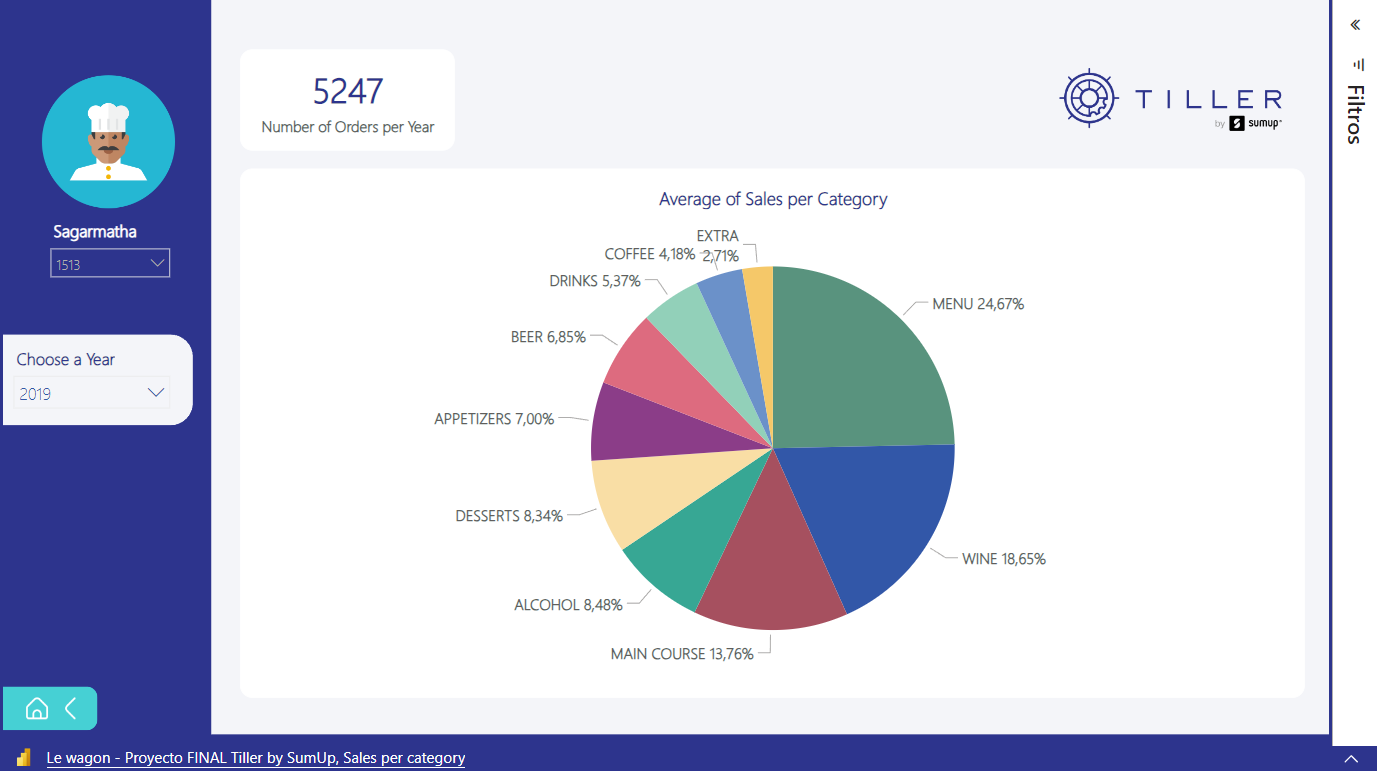 5247
Number of Orders per Year
TILLER
by sumup
Filtros
Sagarmatha
1513
Choose a Year
2019
Average of Sales per Category
EXTRA
2,71%
COFFEE 4,18%
DRINKS 5,37%
MENU 24,67%
BEER 6,85%
APPETIZERS 7,00%
DESSERTS 8,34%
WINE 18,65%
ALCOHOL 8,48%
MAIN COURSE 13,76%
Le wagon - Proyecto FINAL Tiller by SumUp, Sales per category